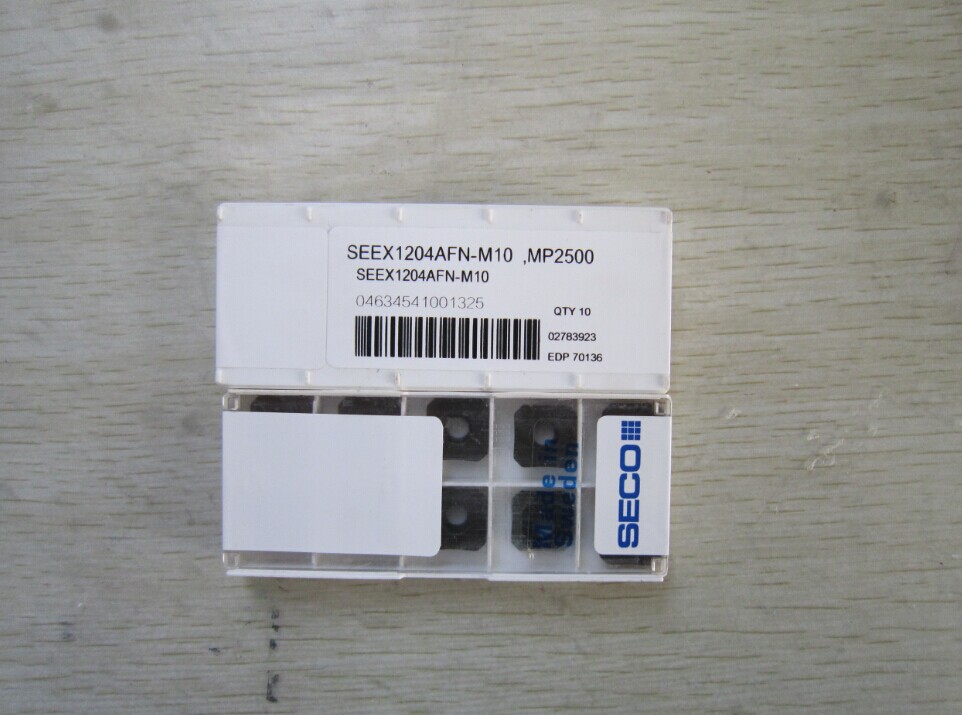 SEEX1204AFN-M10 ,MP2500
SEEX1204AFN-M10
04634541001325
QTY 10
02783923
EDP 70136
Made in
Sweden
SECO